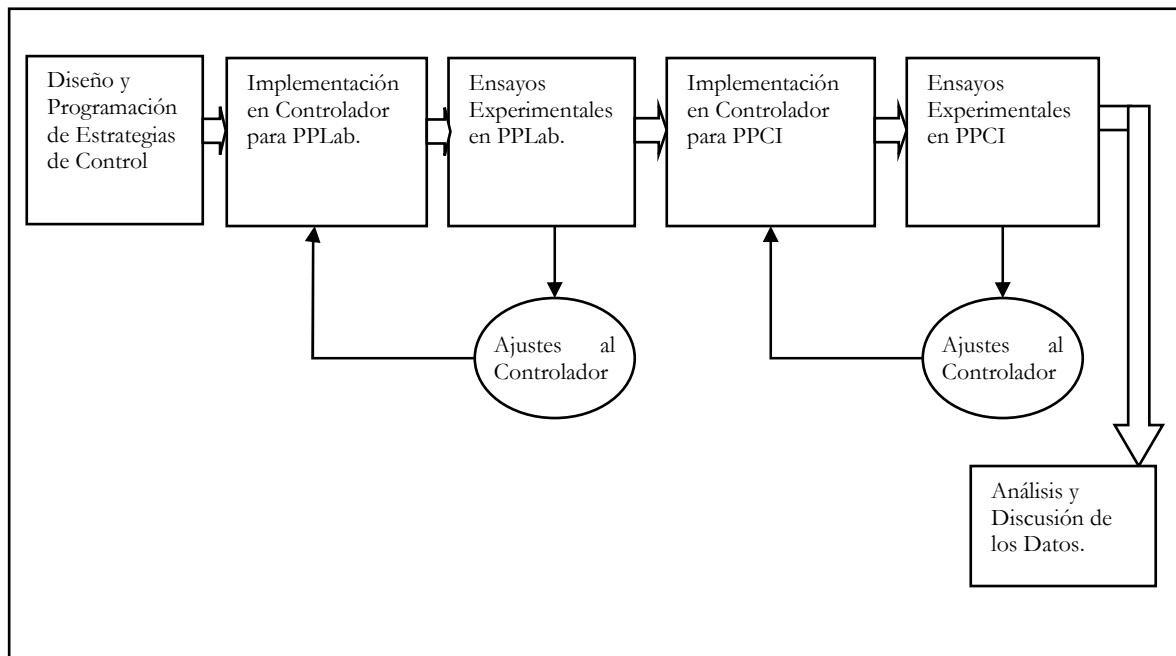 Diseño y
Programación
de Estrategias
de Control
Implementación
en Controlador
para PPLab.
Ensayos
Experimentales
en PPLab.
Implementación
en Controlador
para PPCI
Ensayos
Experimentales
en PPCI
Ajustes al
Controlador
Ajustes al
Controlador
Análisis y
Discusión de
los Datos.